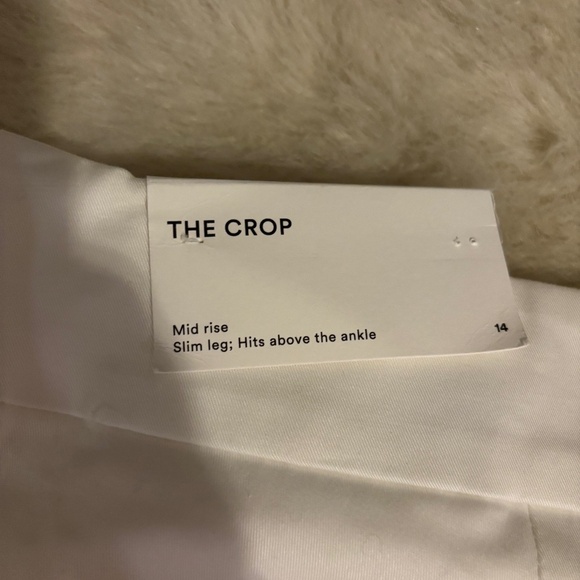 THE CROP
Mid rise
Slim leg; Hits above the ankle
14